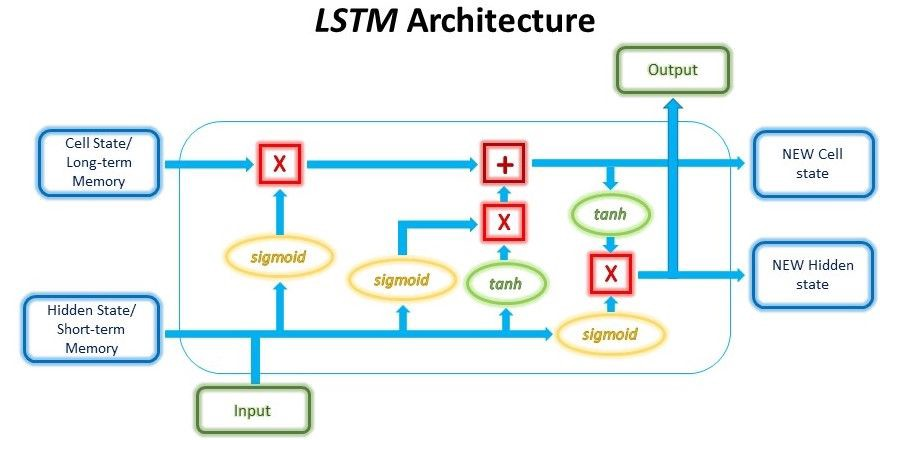 LSTM Architecture
Output
Cell State/
Long-term
Memory
X
+
NEW Cell
state
tanh
X
sigmoid
sigmoid
tanh
X
NEW Hidden
state
Hidden State/
Short-term
Memory
sigmoid
Input